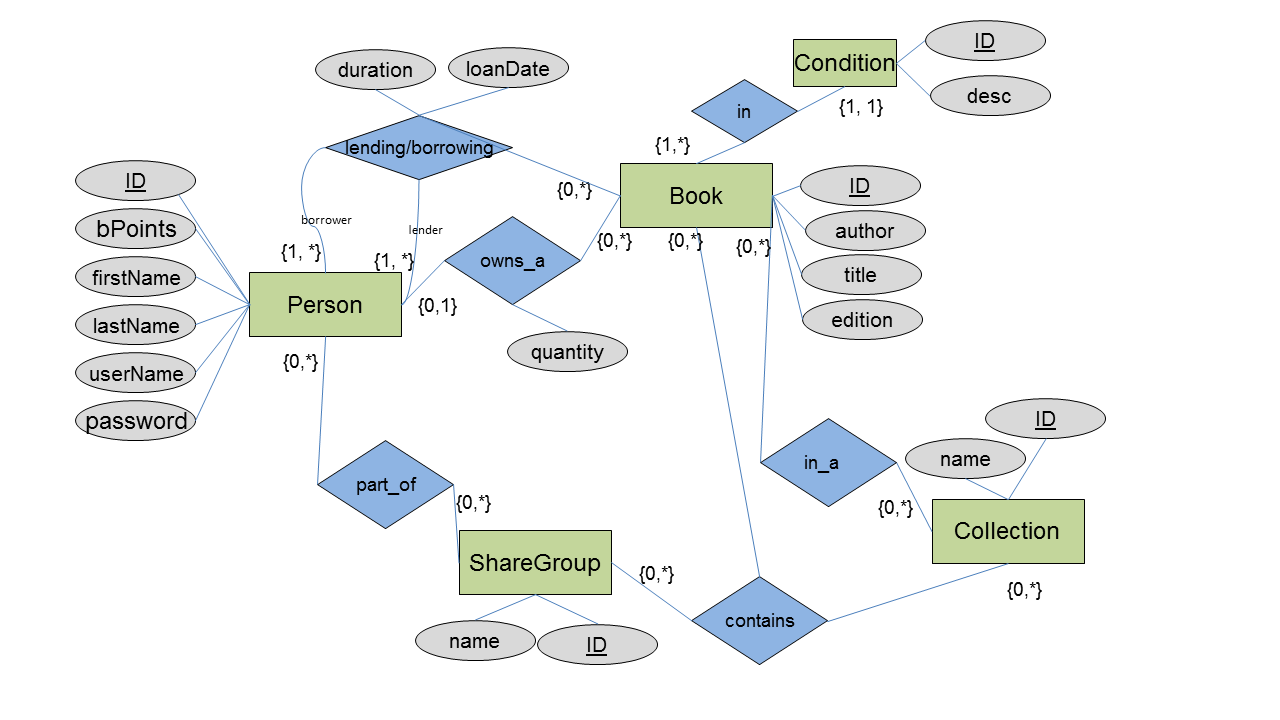 ID
Condition
duration
loanDate
desc
{1, 1}
in
{1,*}
lending/borrowing
ID
{0,*}
Book
ID
bPoints
borrower
lender
author
{1, *}
{1, *}
owns_a
{0,*}
{0,*}
{0,*}
firstName
title
Person
{0,1}
lastName
edition
quantity
{0,*}
userName
password
ID
name
in_a
part_of
{0,*}
{0,*}
Collection
ShareGroup
{0,*}
{0,*}
contains
name
ID